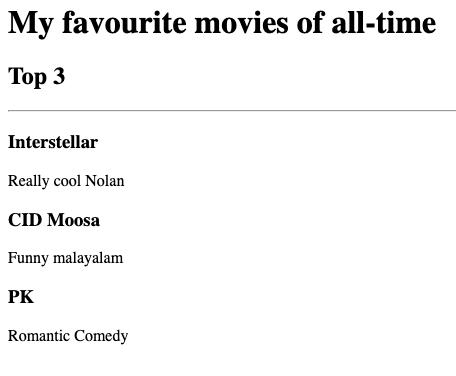 My favourite movies of all-time
Top 3
Interstellar
Really cool Nolan
CID Moosa
Funny malayalam
PK
Romantic Comedy